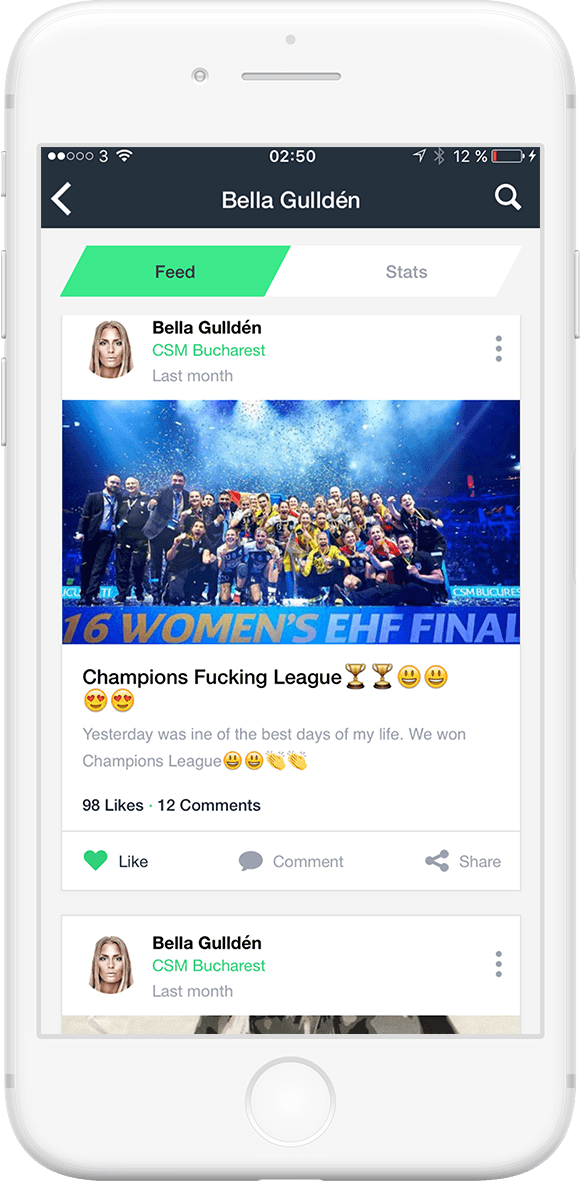 3 02:50 12 %
Bella Gulldén
Feed Stats
Bella Gulldén
CSM Bucharest
Last month
CSM BUCURES
16 WOMEN'S EHF FINAL
Champions Fucking League🏆🏆😃😃
😍😍
Yesterday was ine of the best days of my life. We won
Champions League😃😃👏👏
98 Likes · 12 Comments
Like Comment Share
Bella Gulldén
CSM Bucharest
Last month